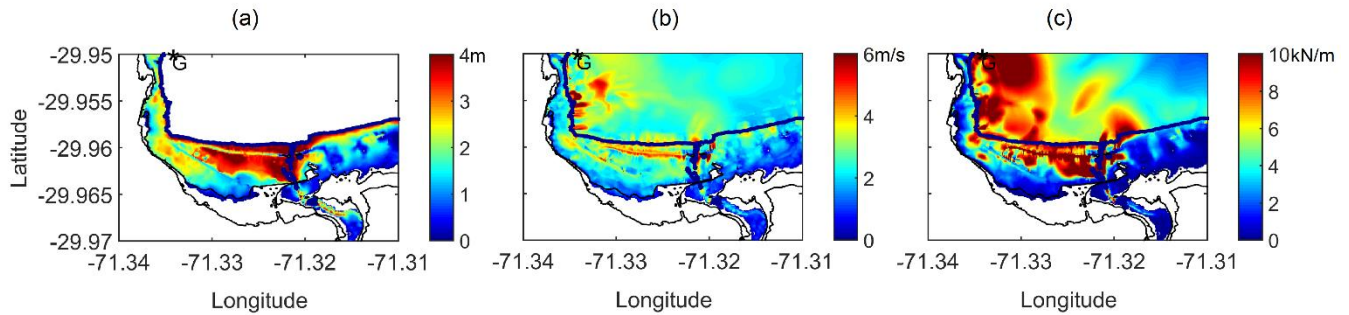 (a) (b) (c)
-29.95
-29.955
-29.96
-29.965
-29.97
Latitude
*G
4m
3
2
1
0
-71.34 -71.33 -71.32 -71.31
Longitude
*G
6m/s
4
2
0
-71.34 -71.33 -71.32 -71.31
Longitude
*G
10kN/m
8
6
4
2
0
-71.34 -71.33 -71.32 -71.31
Longitude